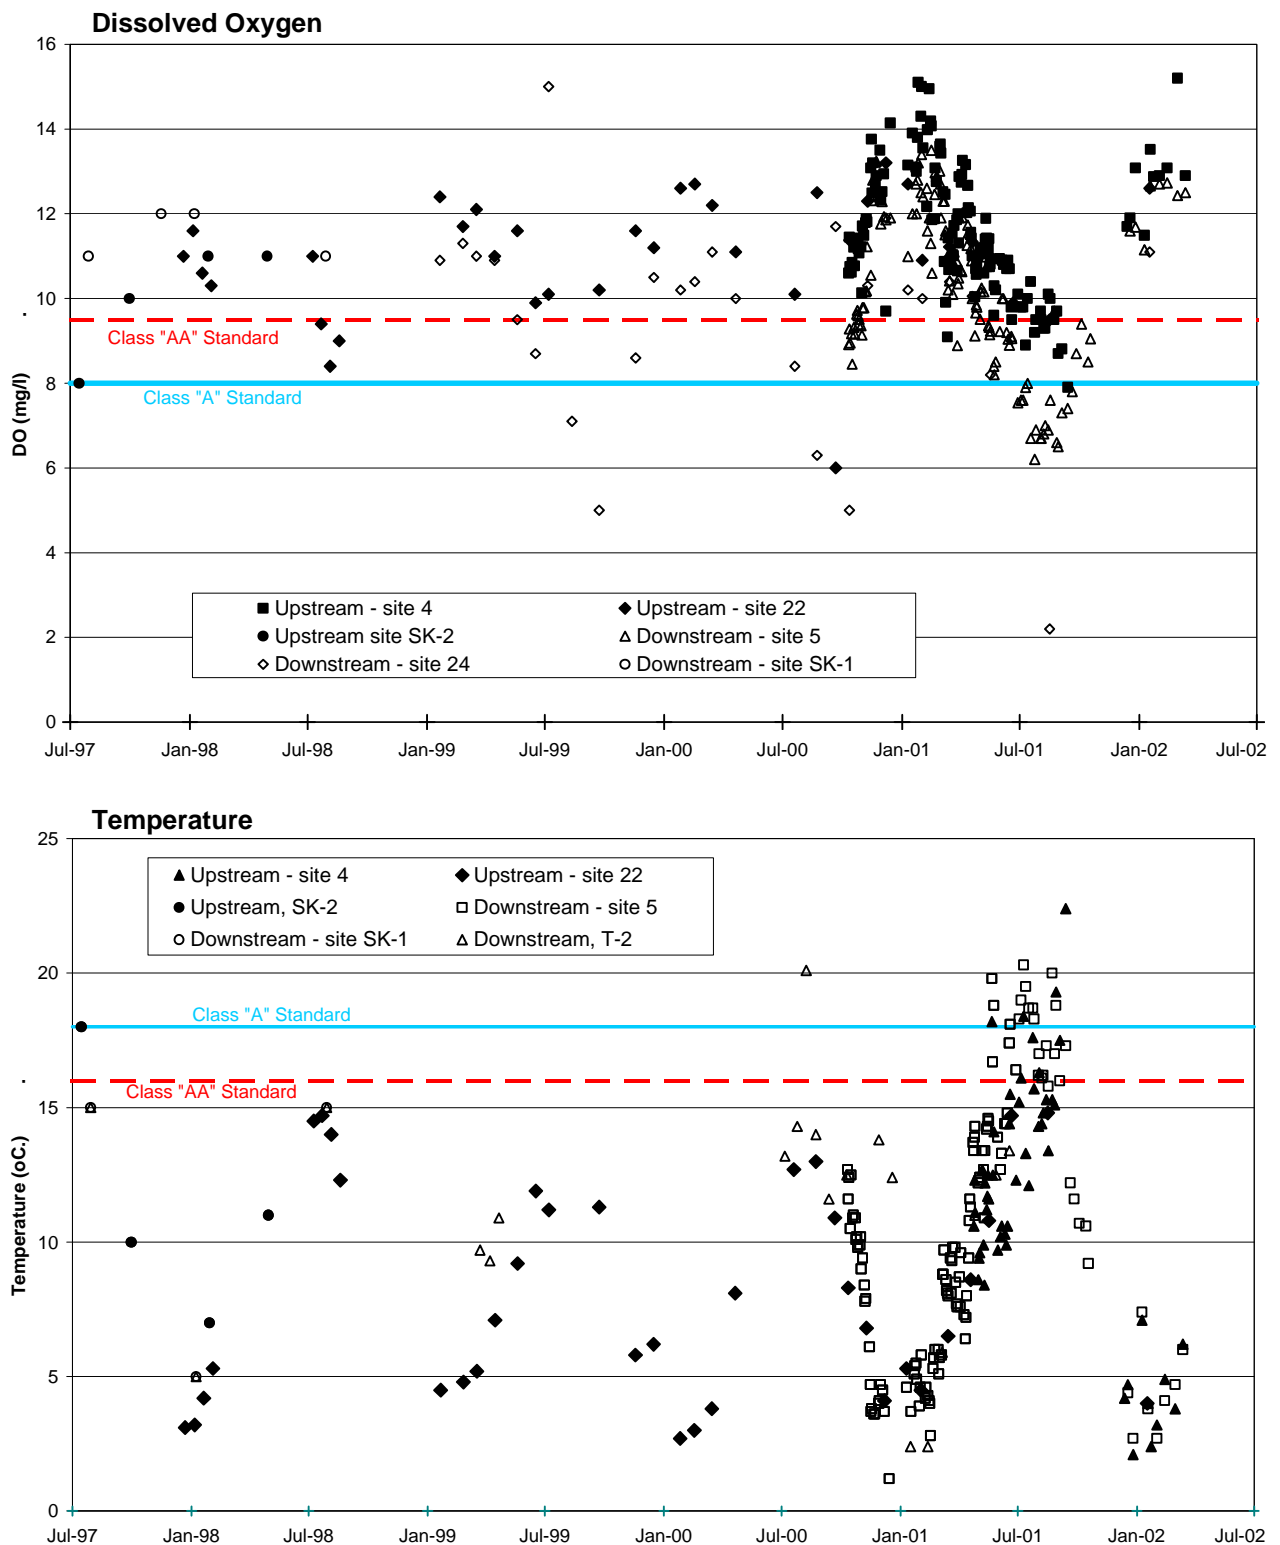 Dissolved Oxygen
16
14
12
10
Class "AA" Standard
8
Class "A" Standard
DO (mg/l)
.
6
4
2
0
Upstream - site 4
Upstream - site 22
Upstream site SK-2
Downstream - site 5
Downstream - site 24
Downstream - site SK-1
Jul-97 Jan-98 Jul-98 Jan-99 Jul-99 Jan-00 Jul-00 Jan-01 Jul-01 Jan-02 Jul-02
Temperature
25
Upstream - site 4
Upstream - site 22
Upstream, SK-2
Downstream - site 5
Downstream - site SK-1
Downstream, T-2
20
Class "A" Standard
Class "AA" Standard
15
Temperature (oC.)
.
10
5
0
Jul-97 Jan-98 Jul-98 Jan-99 Jul-99 Jan-00 Jul-00 Jan-01 Jul-01 Jan-02 Jul-02